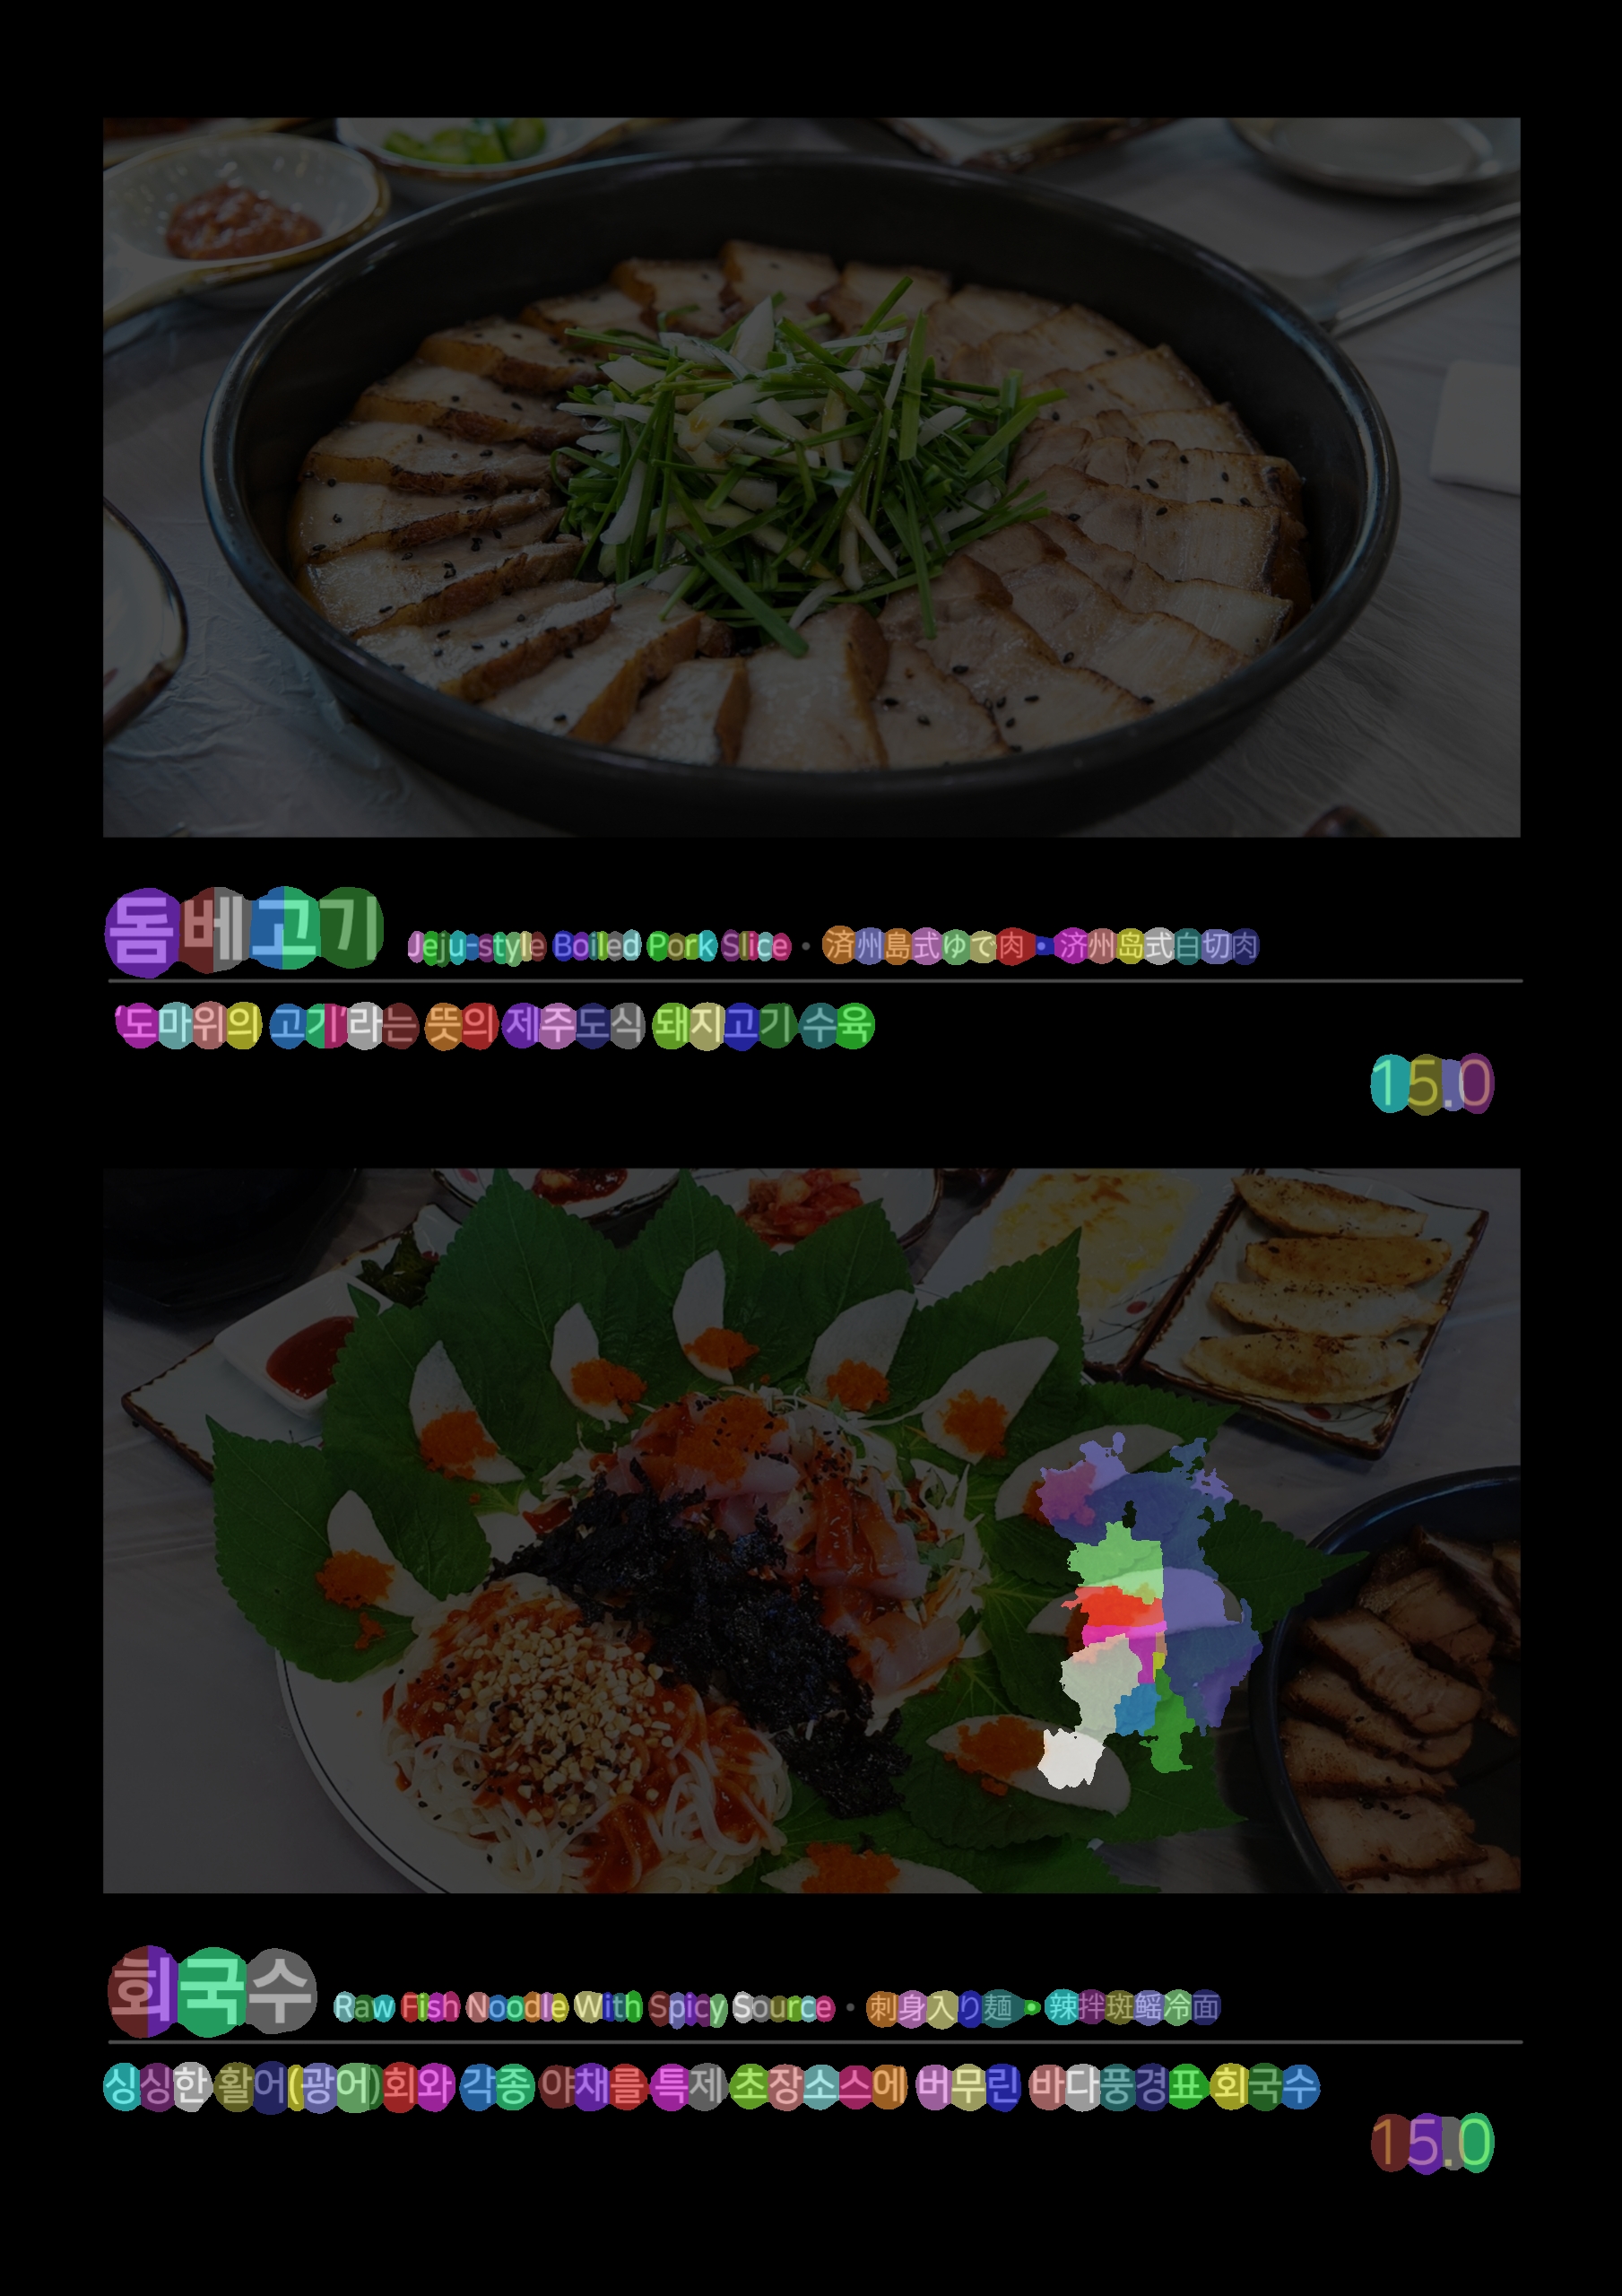 돔베고기 Jeju-style Boiled Pork Slice • 済州島式ゆで肉 • 济州岛式白切肉
'도마위의 고기'라는 뜻의 제주도식 돼지고기 수육
15.0
회국수 Raw Fish Noodle With Spicy Source • 刺身入り麺 • 辣拌斑鳐冷面
싱싱한 활어(광어)회와 각종 야채를 특제 초장소스에 버무린 바다풍경표 회국수
15.0